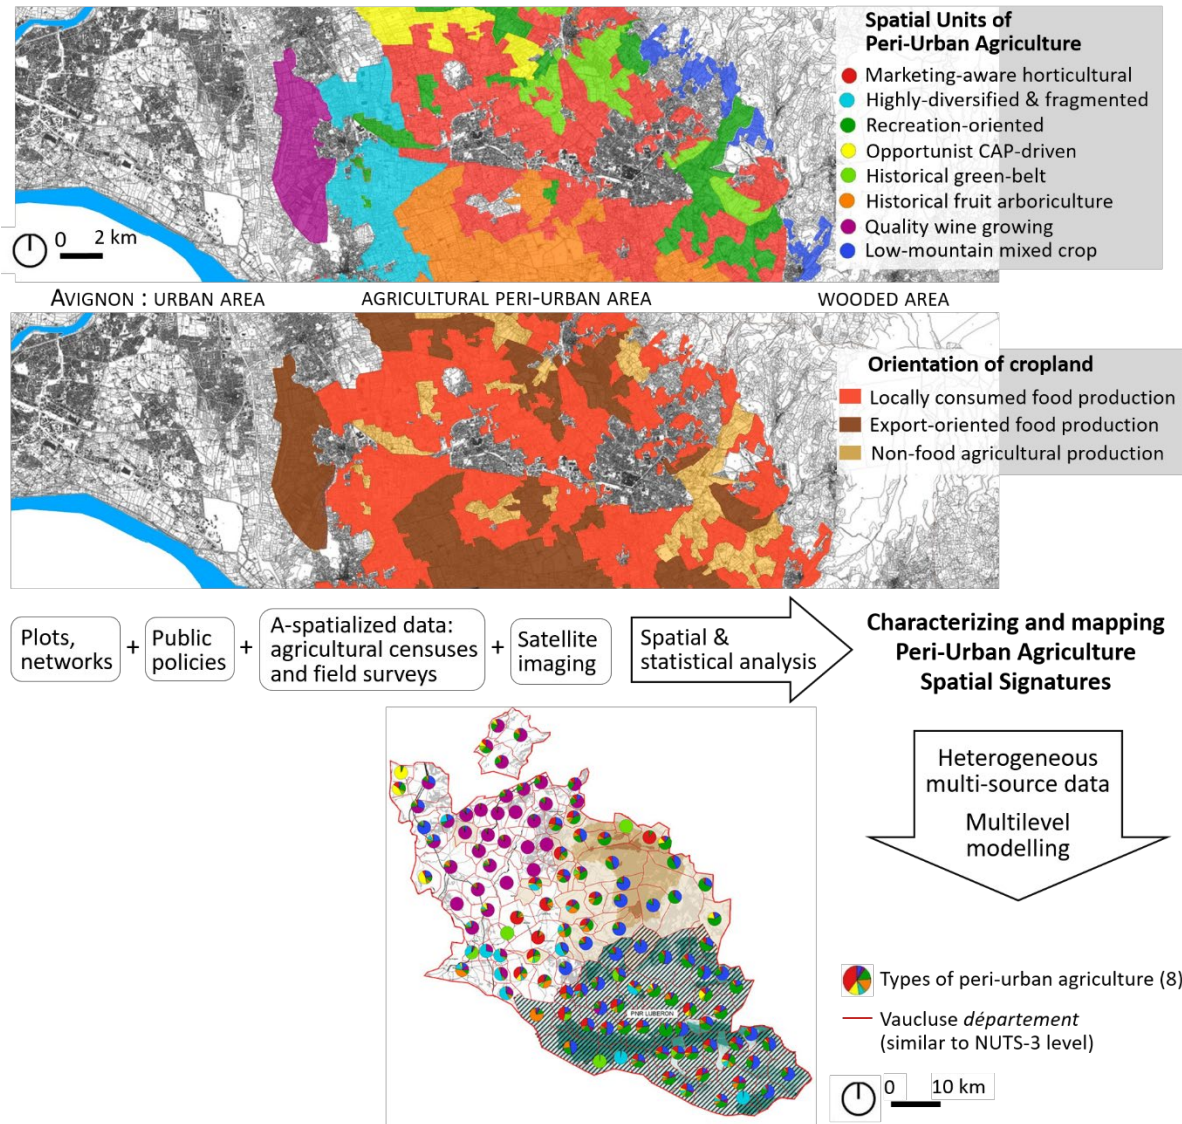 Spatial Units of
Peri-Urban Agriculture
Marketing-aware horticultural
Highly-diversified & fragmented
Recreation-oriented
Opportunist CAP-driven
Historical green-belt
Historical fruit arboriculture
Quality wine growing
Low-mountain mixed crop
0 2 km
AVIGNON : URBAN AREA AGRICULTURAL PERI-URBAN AREA WOODED AREA
Orientation of cropland
Locally consumed food production
Export-oriented food production
Non-food agricultural production
Plots,
networks
+
Public
policies
+
A-spatialized data:
agricultural censuses
and field surveys
+
Satellite
imaging
Spatial &
statistical analysis
Characterizing and mapping
Peri-Urban Agriculture
Spatial Signatures
Heterogeneous
multi-source data
Multilevel
modelling
PNR LUBERON
Types of peri-urban agriculture (8)
Vaucluse département
(similar to NUTS-3 level)
0 10 km